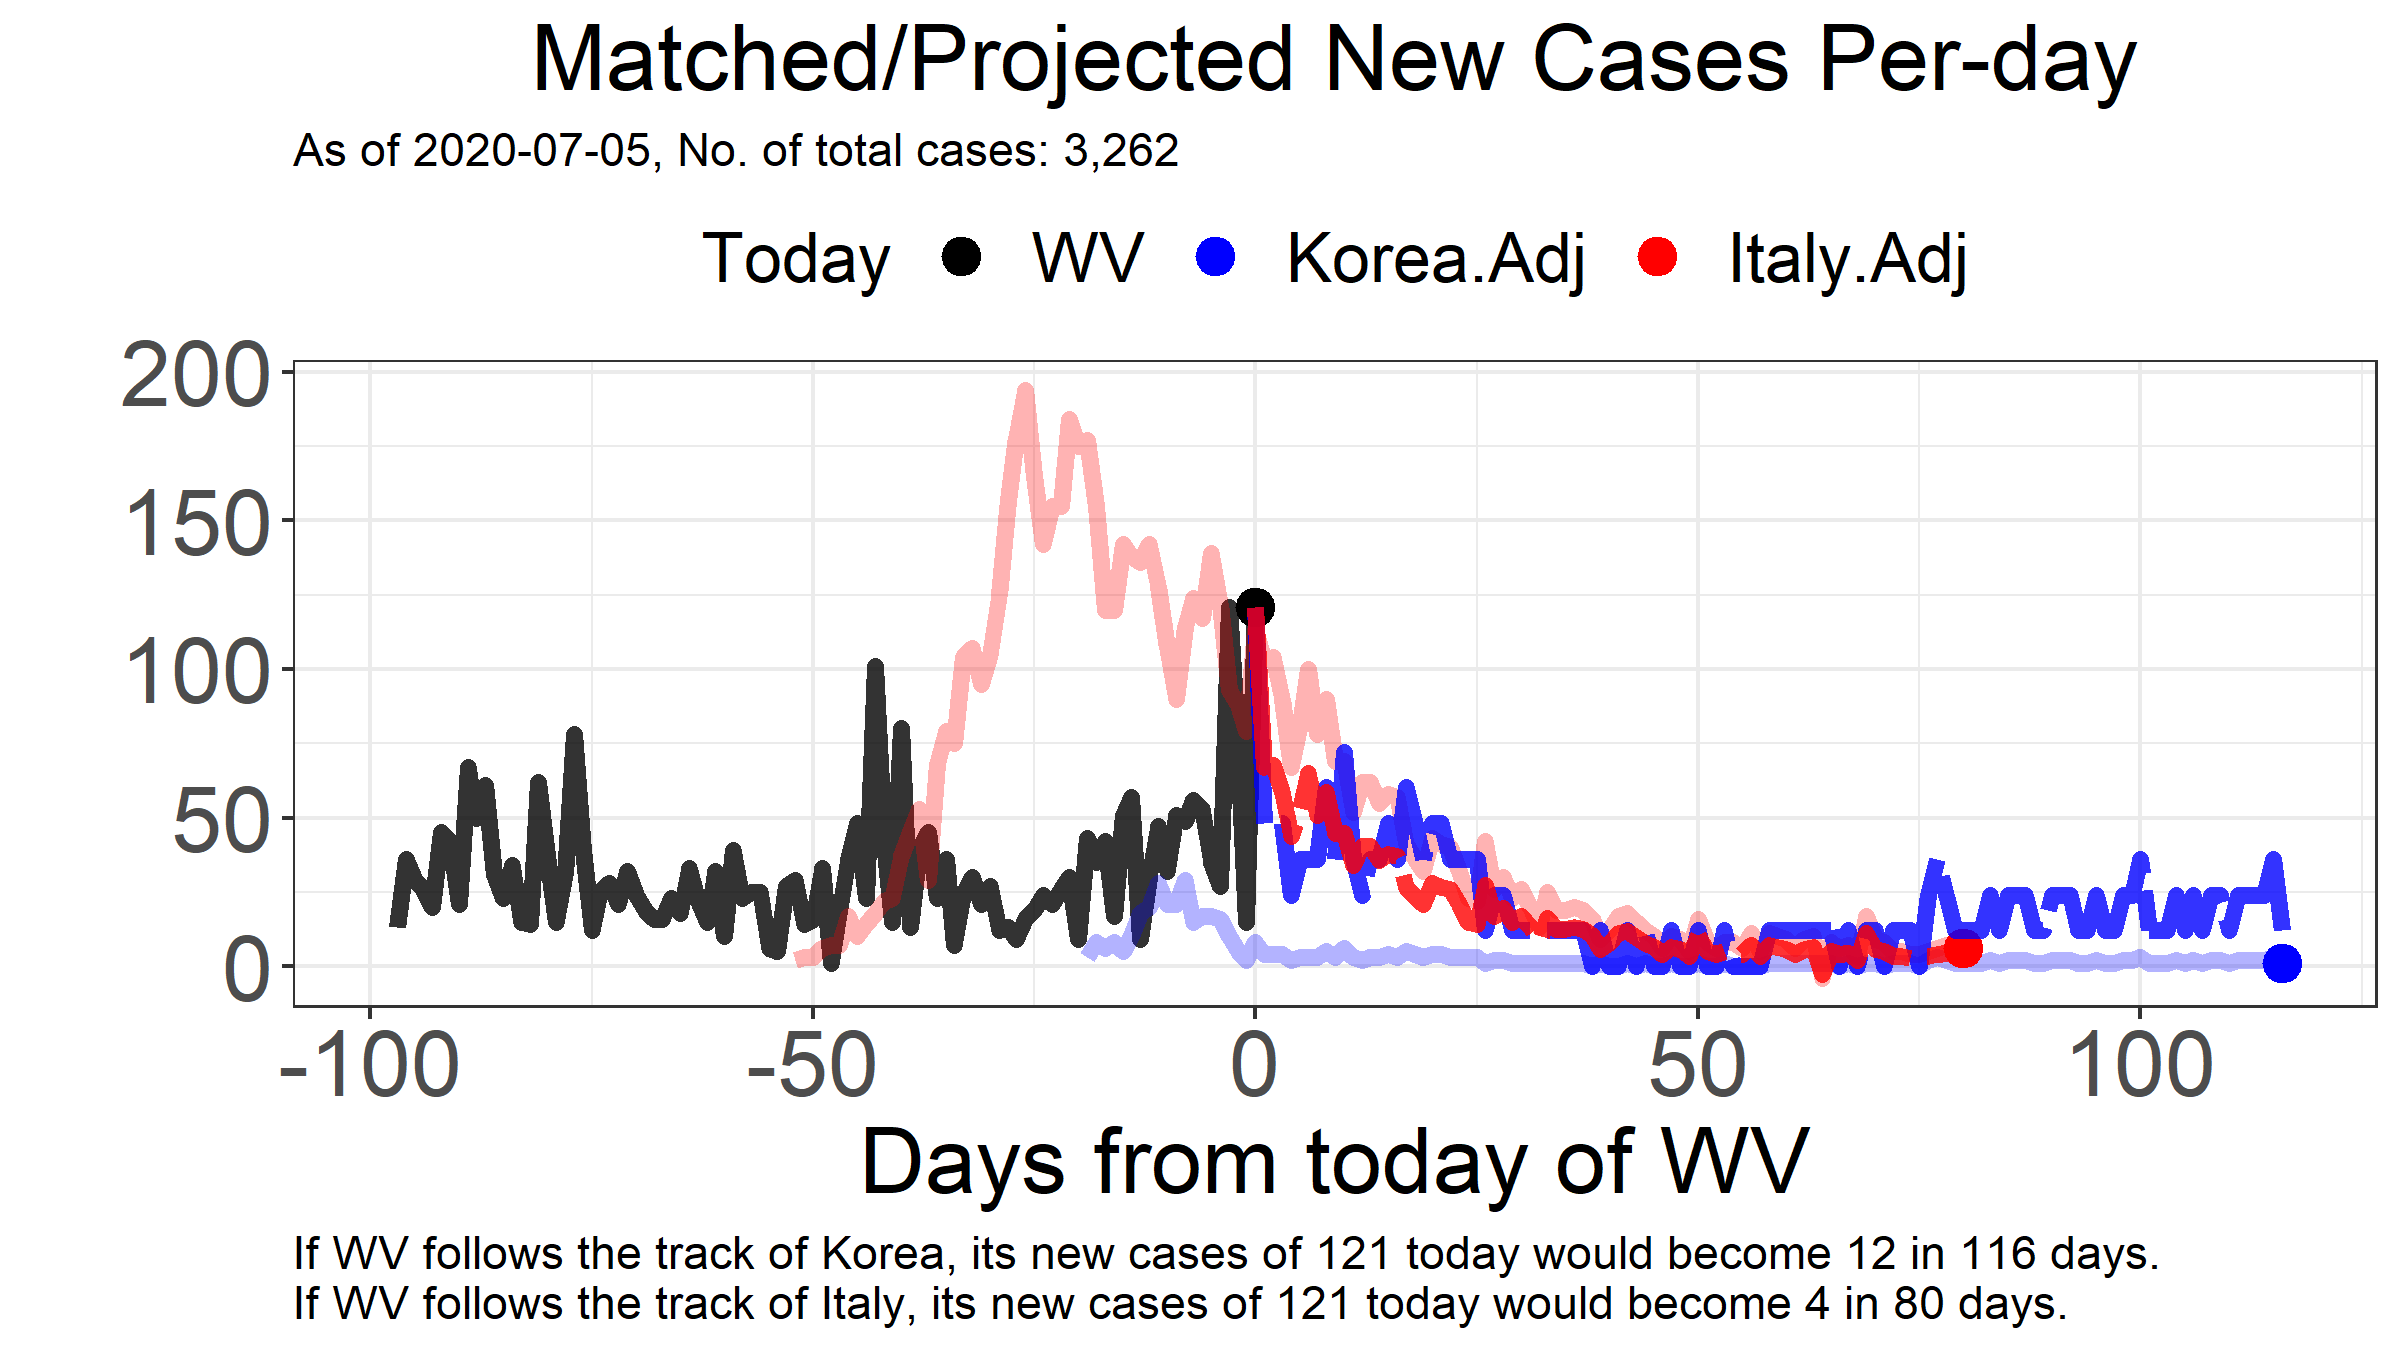 Matched/Projected New Cases Per-day
As of 2020-07-05, No. of total cases: 3,262
Today WV Korea.Adj Italy.Adj
200
150
100
50
0
-100 -50 0 50 100
Days from today of WV
If WV follows the track of Korea, its new cases of 121 today would become 12 in 116 days.
If WV follows the track of Italy, its new cases of 121 today would become 4 in 80 days.